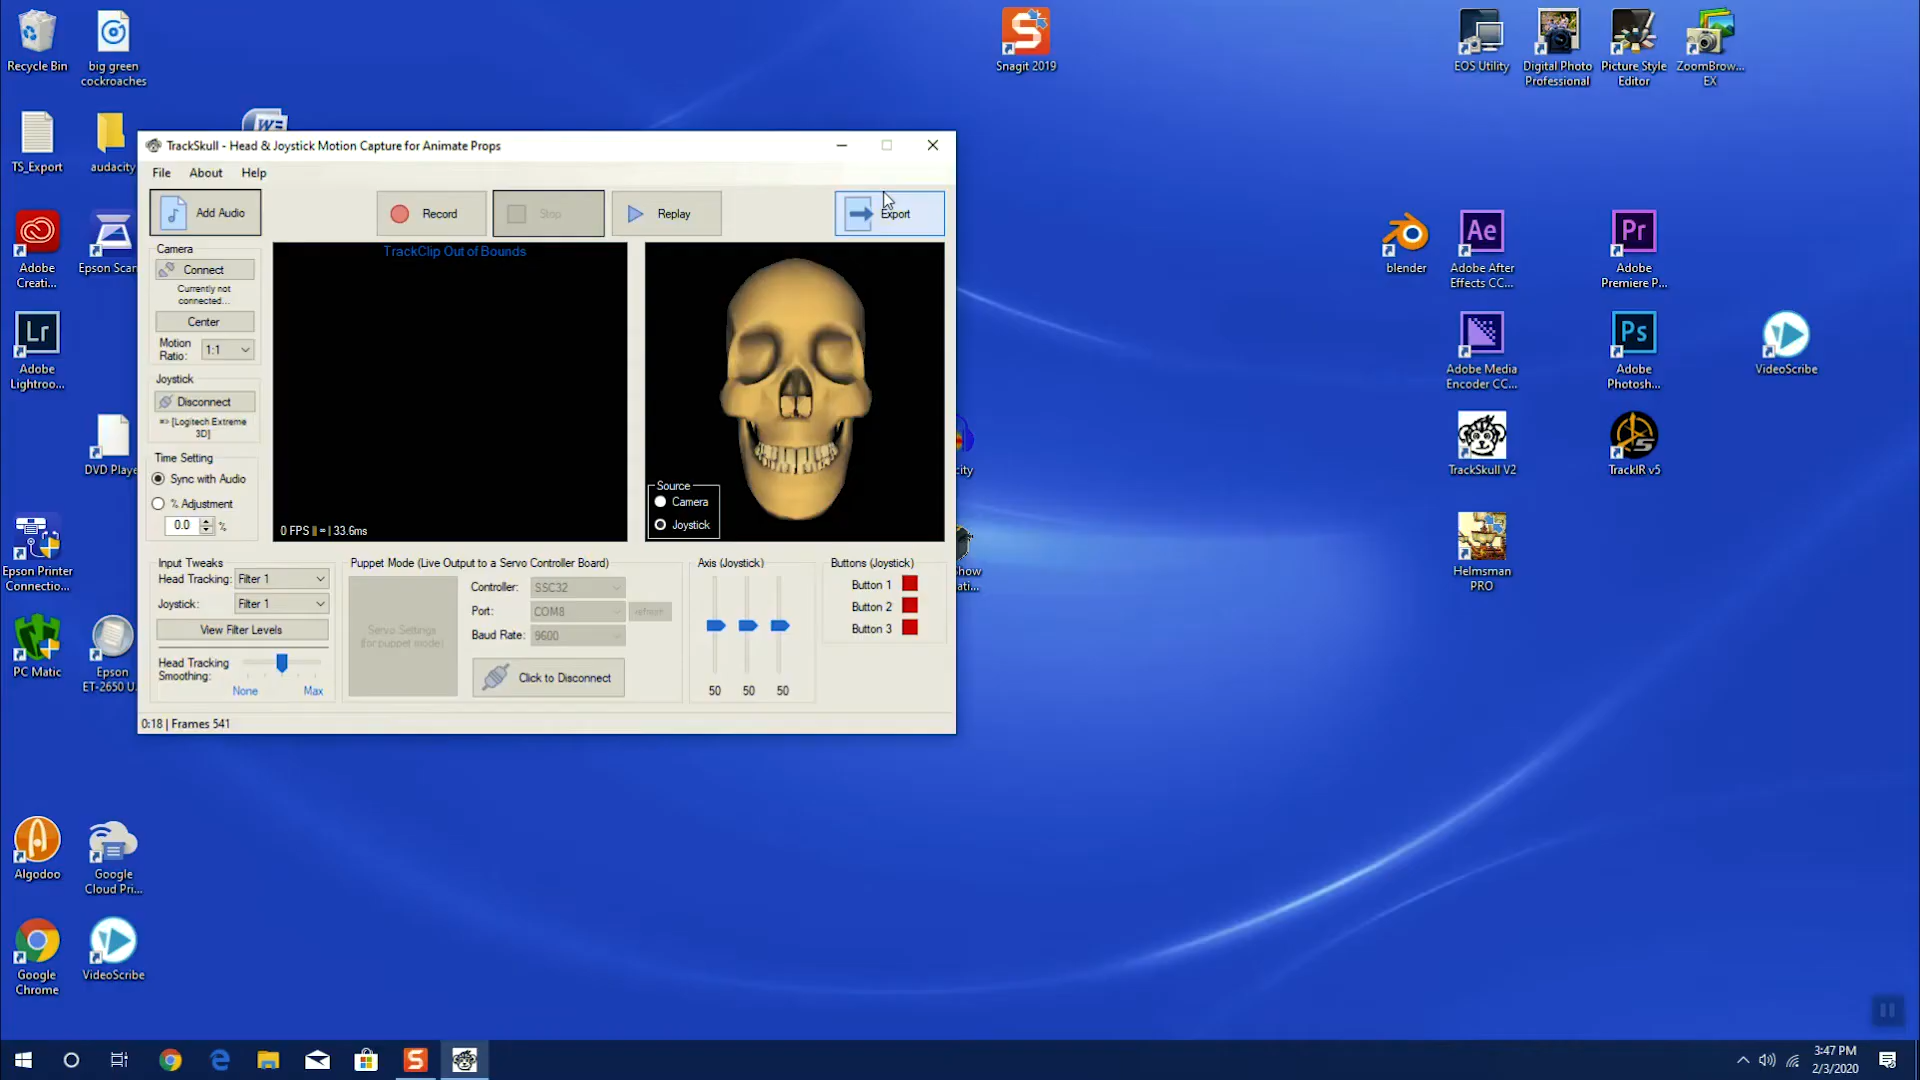 Recycle Bin
big green
cockroaches
Snagit 2019
EOS Utility
Digital Photo
Professional
Picture Style
Editor
ZoomBrow...
EX
TS_Export
audacity
TrackSkull - Head & Joystick Motion Capture for Animate Props
File
About
Help
Add Audio
Record
Stop
Replay
Export
Camera
Connect
Currently not
connected...
Center
Motion
Ratio:
1:1
Joystick
Disconnect
=> [Logitech Extreme
3D]
Time Setting
Sync with Audio
% Adjustment
0.0
%
TrackClip Out of Bounds
0 FPS || = | 33.6ms
Source
Camera
Joystick
Input Tweaks
Head Tracking:
Filter 1
Joystick:
Filter 1
View Filter Levels
Head Tracking
Smoothing:
None
Max
Puppet Mode (Live Output to a Servo Controller Board)
Servo Settings
(for puppet mode)
Controller:
SSC32
Port:
COM8
refresh
Baud Rate:
9600
Click to Disconnect
Axis (Joystick)
50
50
50
Buttons (Joystick)
Button 1
Button 2
Button 3
0:18 | Frames 541
Adobe
Creati...
Epson Scan
Lr
Adobe
Lightroo...
DVD Playe
Epson Printer
Connectio...
PC Matic
Epson
ET-2650 U...
Algodoo
Google
Cloud Pri...
Google
Chrome
VideoScribe
blender
Ae
Adobe After
Effects CC...
Pr
Adobe
Premiere P...
Adobe Media
Encoder CC...
Ps
Adobe
Photosh...
VideoScribe
TrackSkull V2
TrackIR v5
Helmsman
PRO
city
how
ati...
3:47 PM
2/3/2020